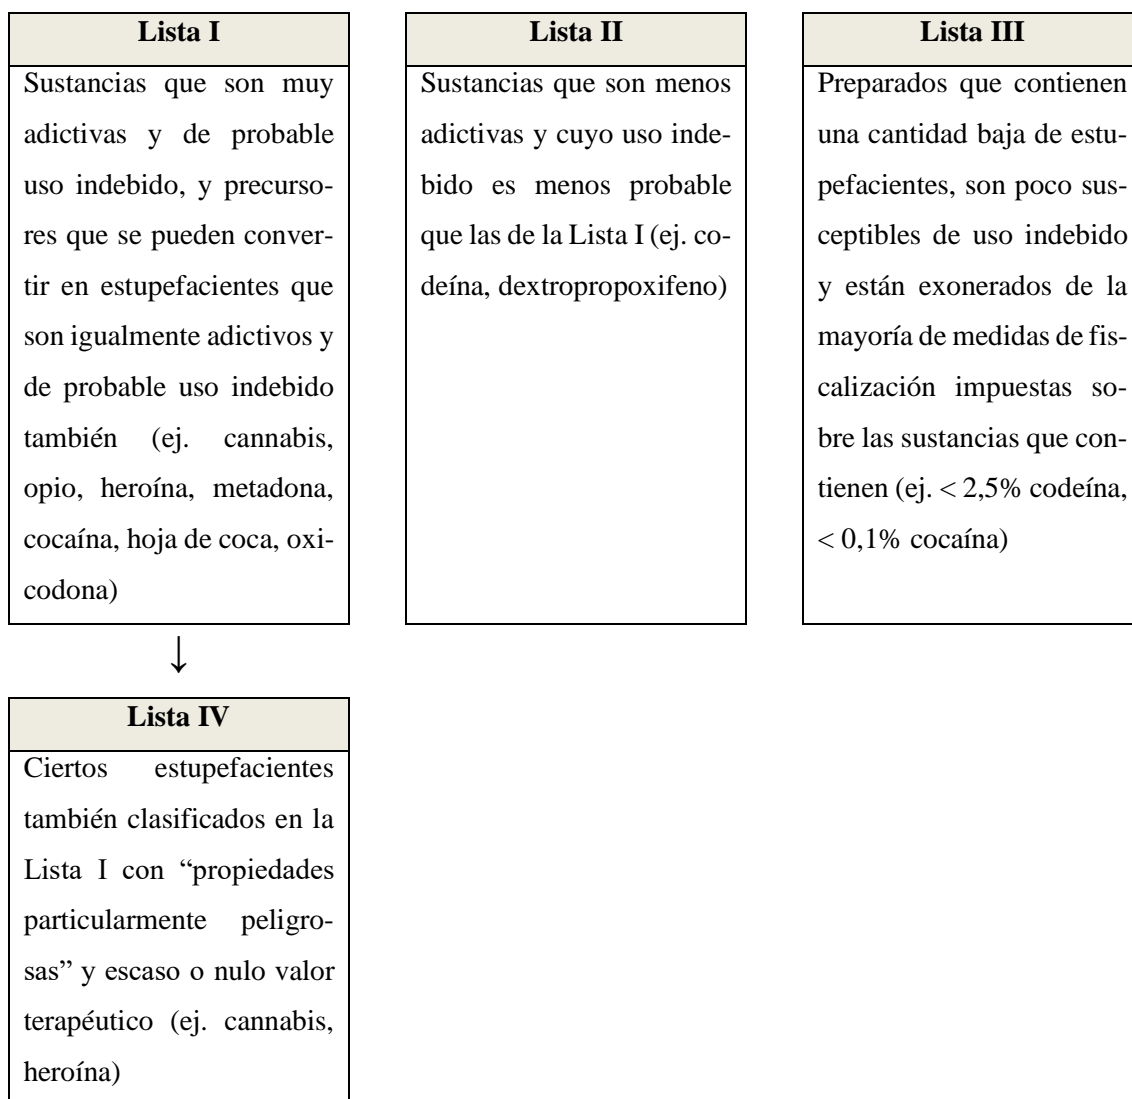 Lista I
Sustancias que son muy
adictivas y de probable
uso indebido, y precurso-
res que se pueden conver-
tir en estupefacientes que
son igualmente adictivos y
de probable uso indebido
también (ej. cannabis,
opio, heroína, metadona,
cocaína, hoja de coca, oxi-
codona)
Lista II
Sustancias que son menos
adictivas y cuyo uso inde-
bido es menos probable
que las de la Lista I (ej. co-
deína, dextropropoxifeno)
Lista III
Preparados que contienen
una cantidad baja de estu-
pefacientes, son poco sus-
ceptibles de uso indebido
y están exonerados de la
mayoría de medidas de fis-
calización impuestas so-
bre las sustancias que con-
tienen (ej. < 2,5% codeína,
< 0,1% cocaína)
↓
Lista IV
Ciertos estupefacientes
también clasificados en la
Lista I con “propiedades
particularmente peligro-
sas” y escaso o nulo valor
terapéutico (ej. cannabis,
heroína)